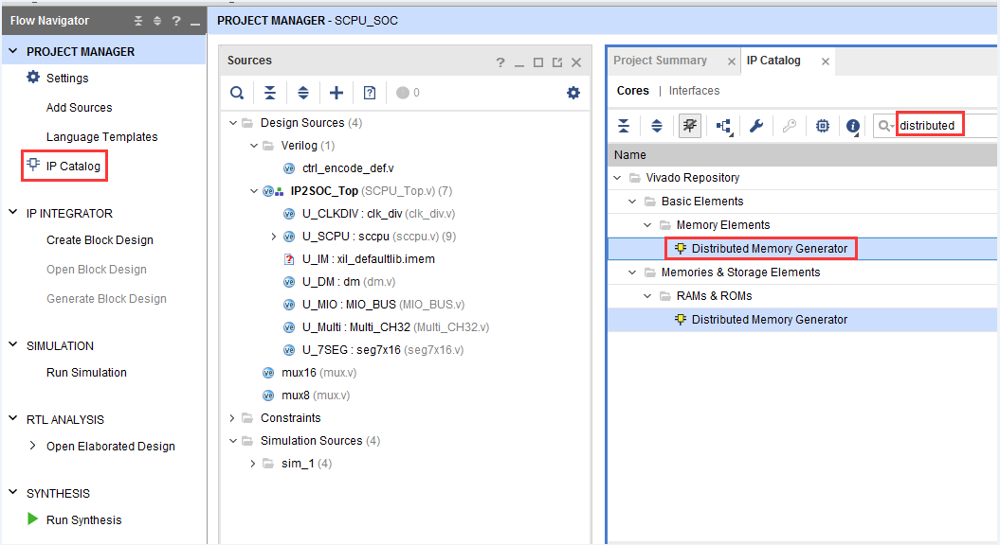 Flow Navigator
PROJECT MANAGER
Settings
Add Sources
Language Templates
IP Catalog
IP INTEGRATOR
Create Block Design
Open Block Design
Generate Block Design
SIMULATION
Run Simulation
RTL ANALYSIS
Open Elaborated Design
SYNTHESIS
Run Synthesis
PROJECT MANAGER - SCPU_SOC
Sources
0
Design Sources (4)
Verilog (1)
ctrl_encode_def.v
IP2SOC_Top (SCPU_Top.v) (7)
U_CLKDIV : clk_div (clk_div.v)
U_SCPU : sccpu (sccpu.v) (9)
U_IM : xil_defaultlib.imem
U_DM : dm (dm.v)
U_MIO : MIO_BUS (MIO_BUS.v)
U_Multi : Multi_CH32 (Multi_CH32.v)
U_7SEG : seg7x16 (seg7x16.v)
mux16 (mux.v)
mux8 (mux.v)
Constraints
Simulation Sources (4)
sim_1 (4)
Project Summary
IP Catalog
Cores | Interfaces
distributed
Name
Vivado Repository
Basic Elements
Memory Elements
Distributed Memory Generator
Memories & Storage Elements
RAMs & ROMs
Distributed Memory Generator